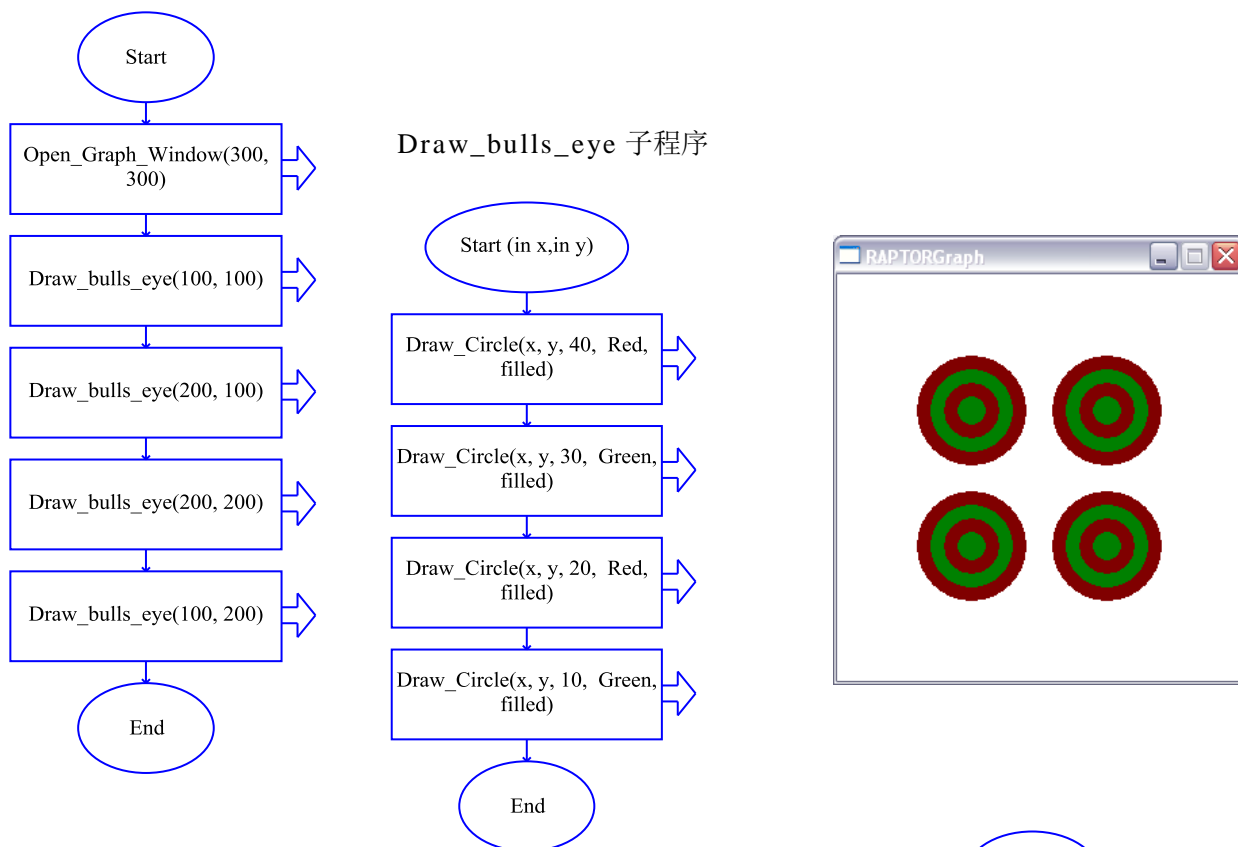 Start
Open_Graph_Window(300,
300)
Draw_bulls_eye(100, 100)
Draw_bulls_eye(200, 100)
Draw_bulls_eye(200, 200)
Draw_bulls_eye(100, 200)
End
Draw_bulls_eye 子程序
Start (in x,in y)
Draw_Circle(x, y, 40, Red,
filled)
Draw_Circle(x, y, 30, Green,
filled)
Draw_Circle(x, y, 20, Red,
filled)
Draw_Circle(x, y, 10, Green,
filled)
End
RAPTORGraph